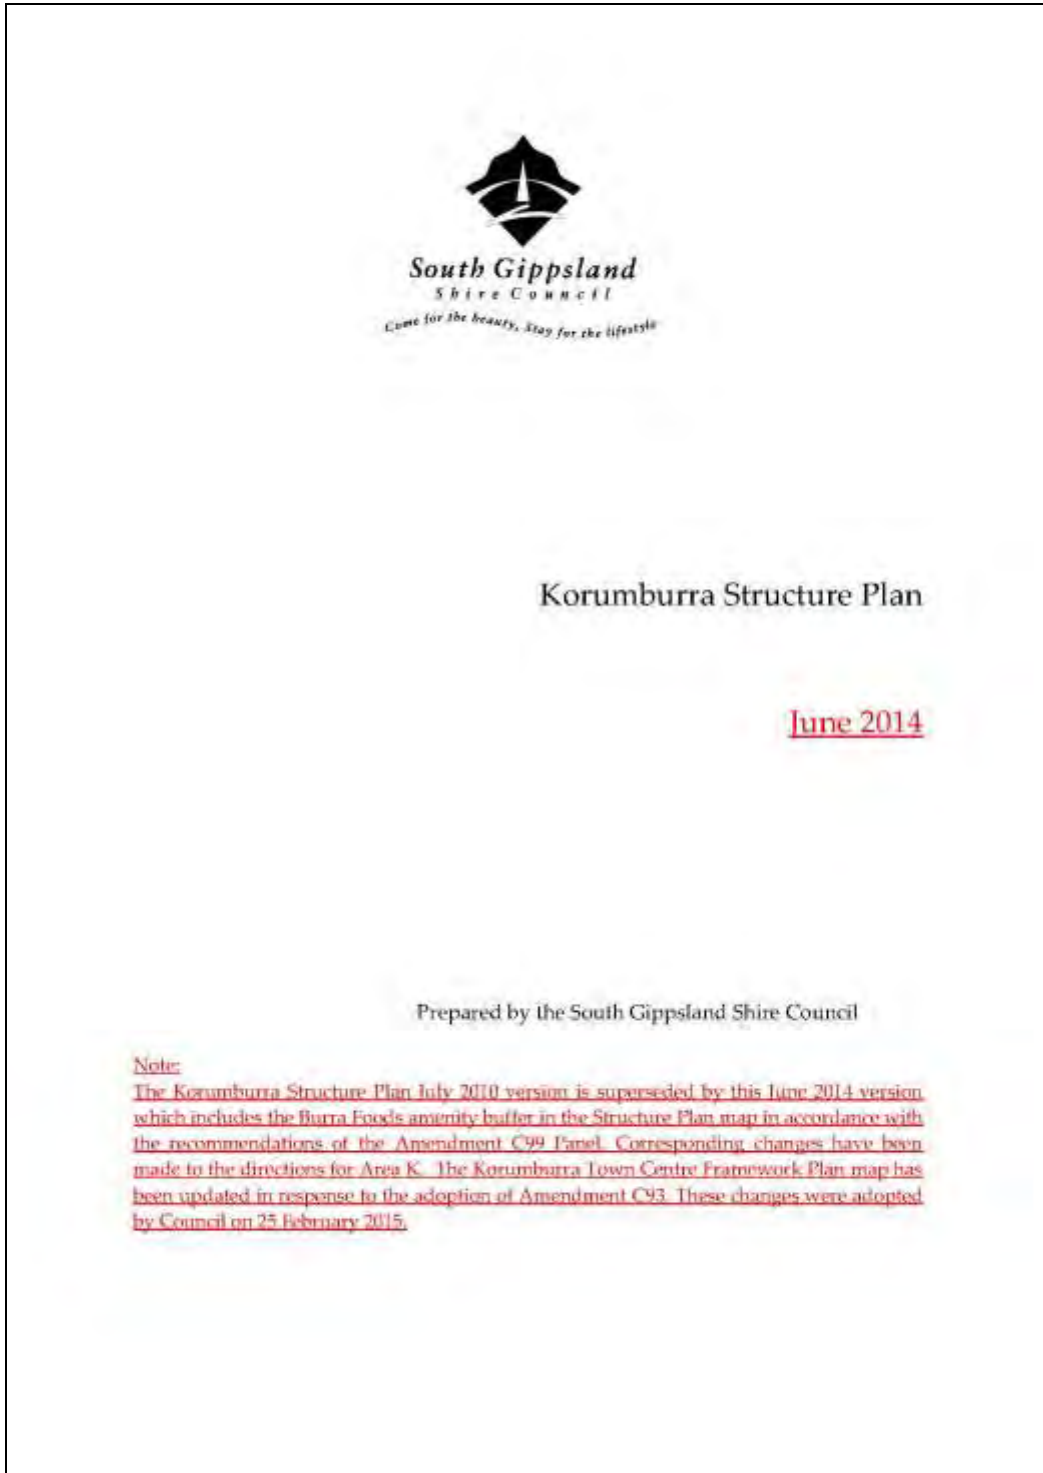 South Gippsland
Shire Council
Come for the beauty, Stay for the lifestyle
Korumburra Structure Plan
June 2014
Prepared by the South Gippsland Shire Council
Note:
The Korumburra Structure Plan July 2010 version is superseded by this June 2014 version
which includes the Burra Foods amenity buffer in the Structure Plan map in accordance with
the recommendations of the Amendment C99 Panel. Corresponding changes have been
made to the directions for Area K. The Korumburra Town Centre Framework Plan map has
been updated in response to the adoption of Amendment C93. These changes were adopted
by Council on 25 February 2015.